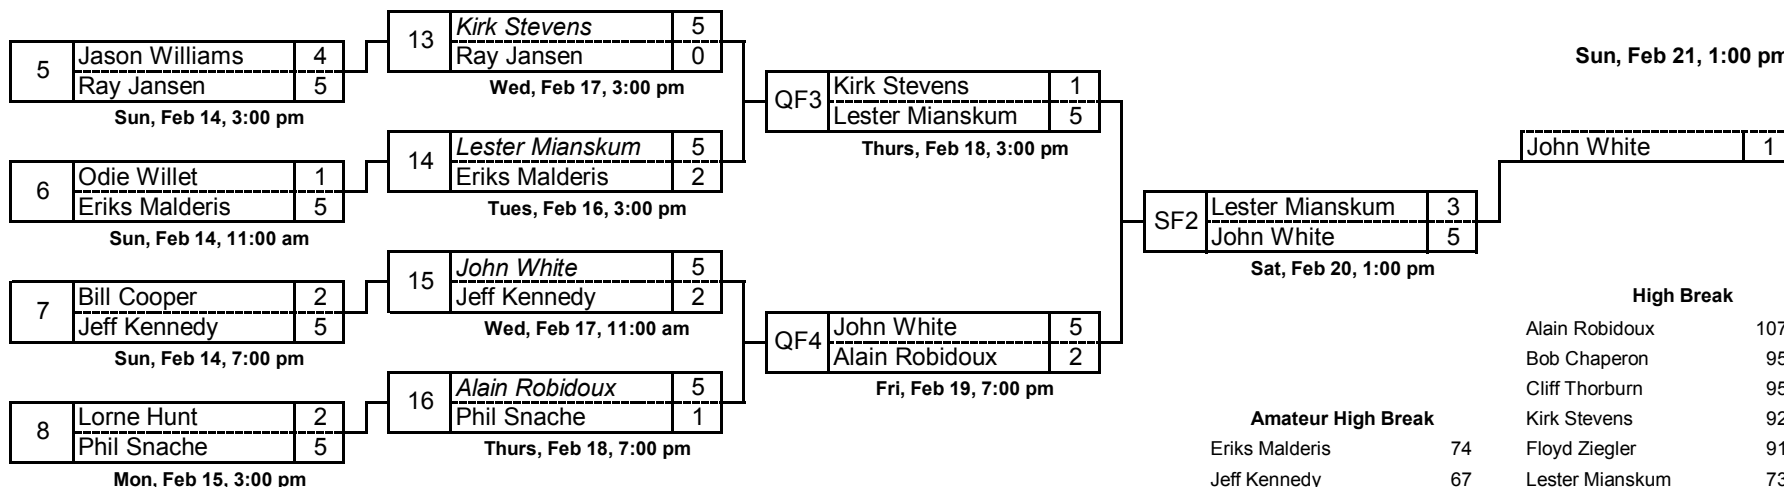 5
Jason Williams 4
Ray Jansen 5
Sun, Feb 14, 3:00 pm
6
Odie Willet 1
Eriks Malderis 5
Sun, Feb 14, 11:00 am
7
Bill Cooper 2
Jeff Kennedy 5
Sun, Feb 14, 7:00 pm
8
Lorne Hunt 2
Phil Snache 5
Mon, Feb 15, 3:00 pm
13
Kirk Stevens 5
Ray Jansen 0
Wed, Feb 17, 3:00 pm
14
Lester Mianskum 5
Eriks Malderis 2
Tues, Feb 16, 3:00 pm
15
John White 5
Jeff Kennedy 2
Wed, Feb 17, 11:00 am
16
Alain Robidoux 5
Phil Snache 1
Thurs, Feb 18, 7:00 pm
QF3
Kirk Stevens 1
Lester Mianskum 5
Thurs, Feb 18, 3:00 pm
QF4
John White 5
Alain Robidoux 2
Fri, Feb 19, 7:00 pm
SF2
Lester Mianskum 3
John White 5
Sat, Feb 20, 1:00 pm
Sun, Feb 21, 1:00 pm
John White 1
Amateur High Break
Eriks Malderis 74
Jeff Kennedy 67
High Break
Alain Robidoux 107
Bob Chaperon 95
Cliff Thorburn 95
Kirk Stevens 92
Floyd Ziegler 91
Lester Mianskum 73